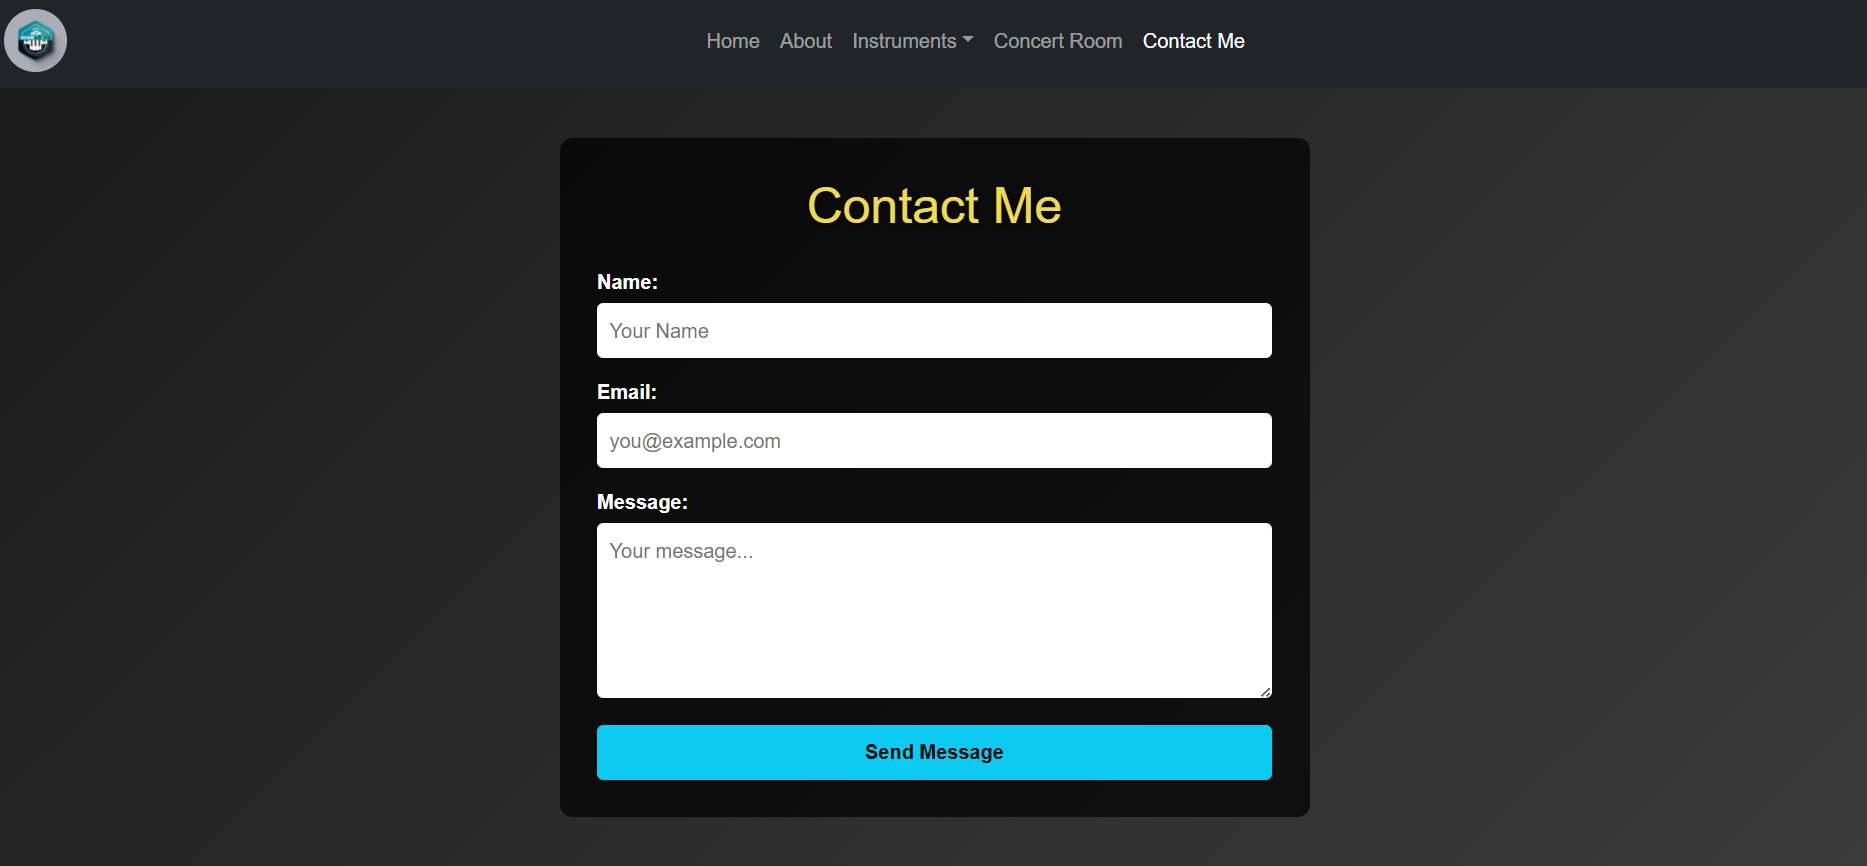 Home About Instruments Concert Room Contact Me
Contact Me
Name:
Your Name
Email:
you@example.com
Message:
Your message...
Send Message